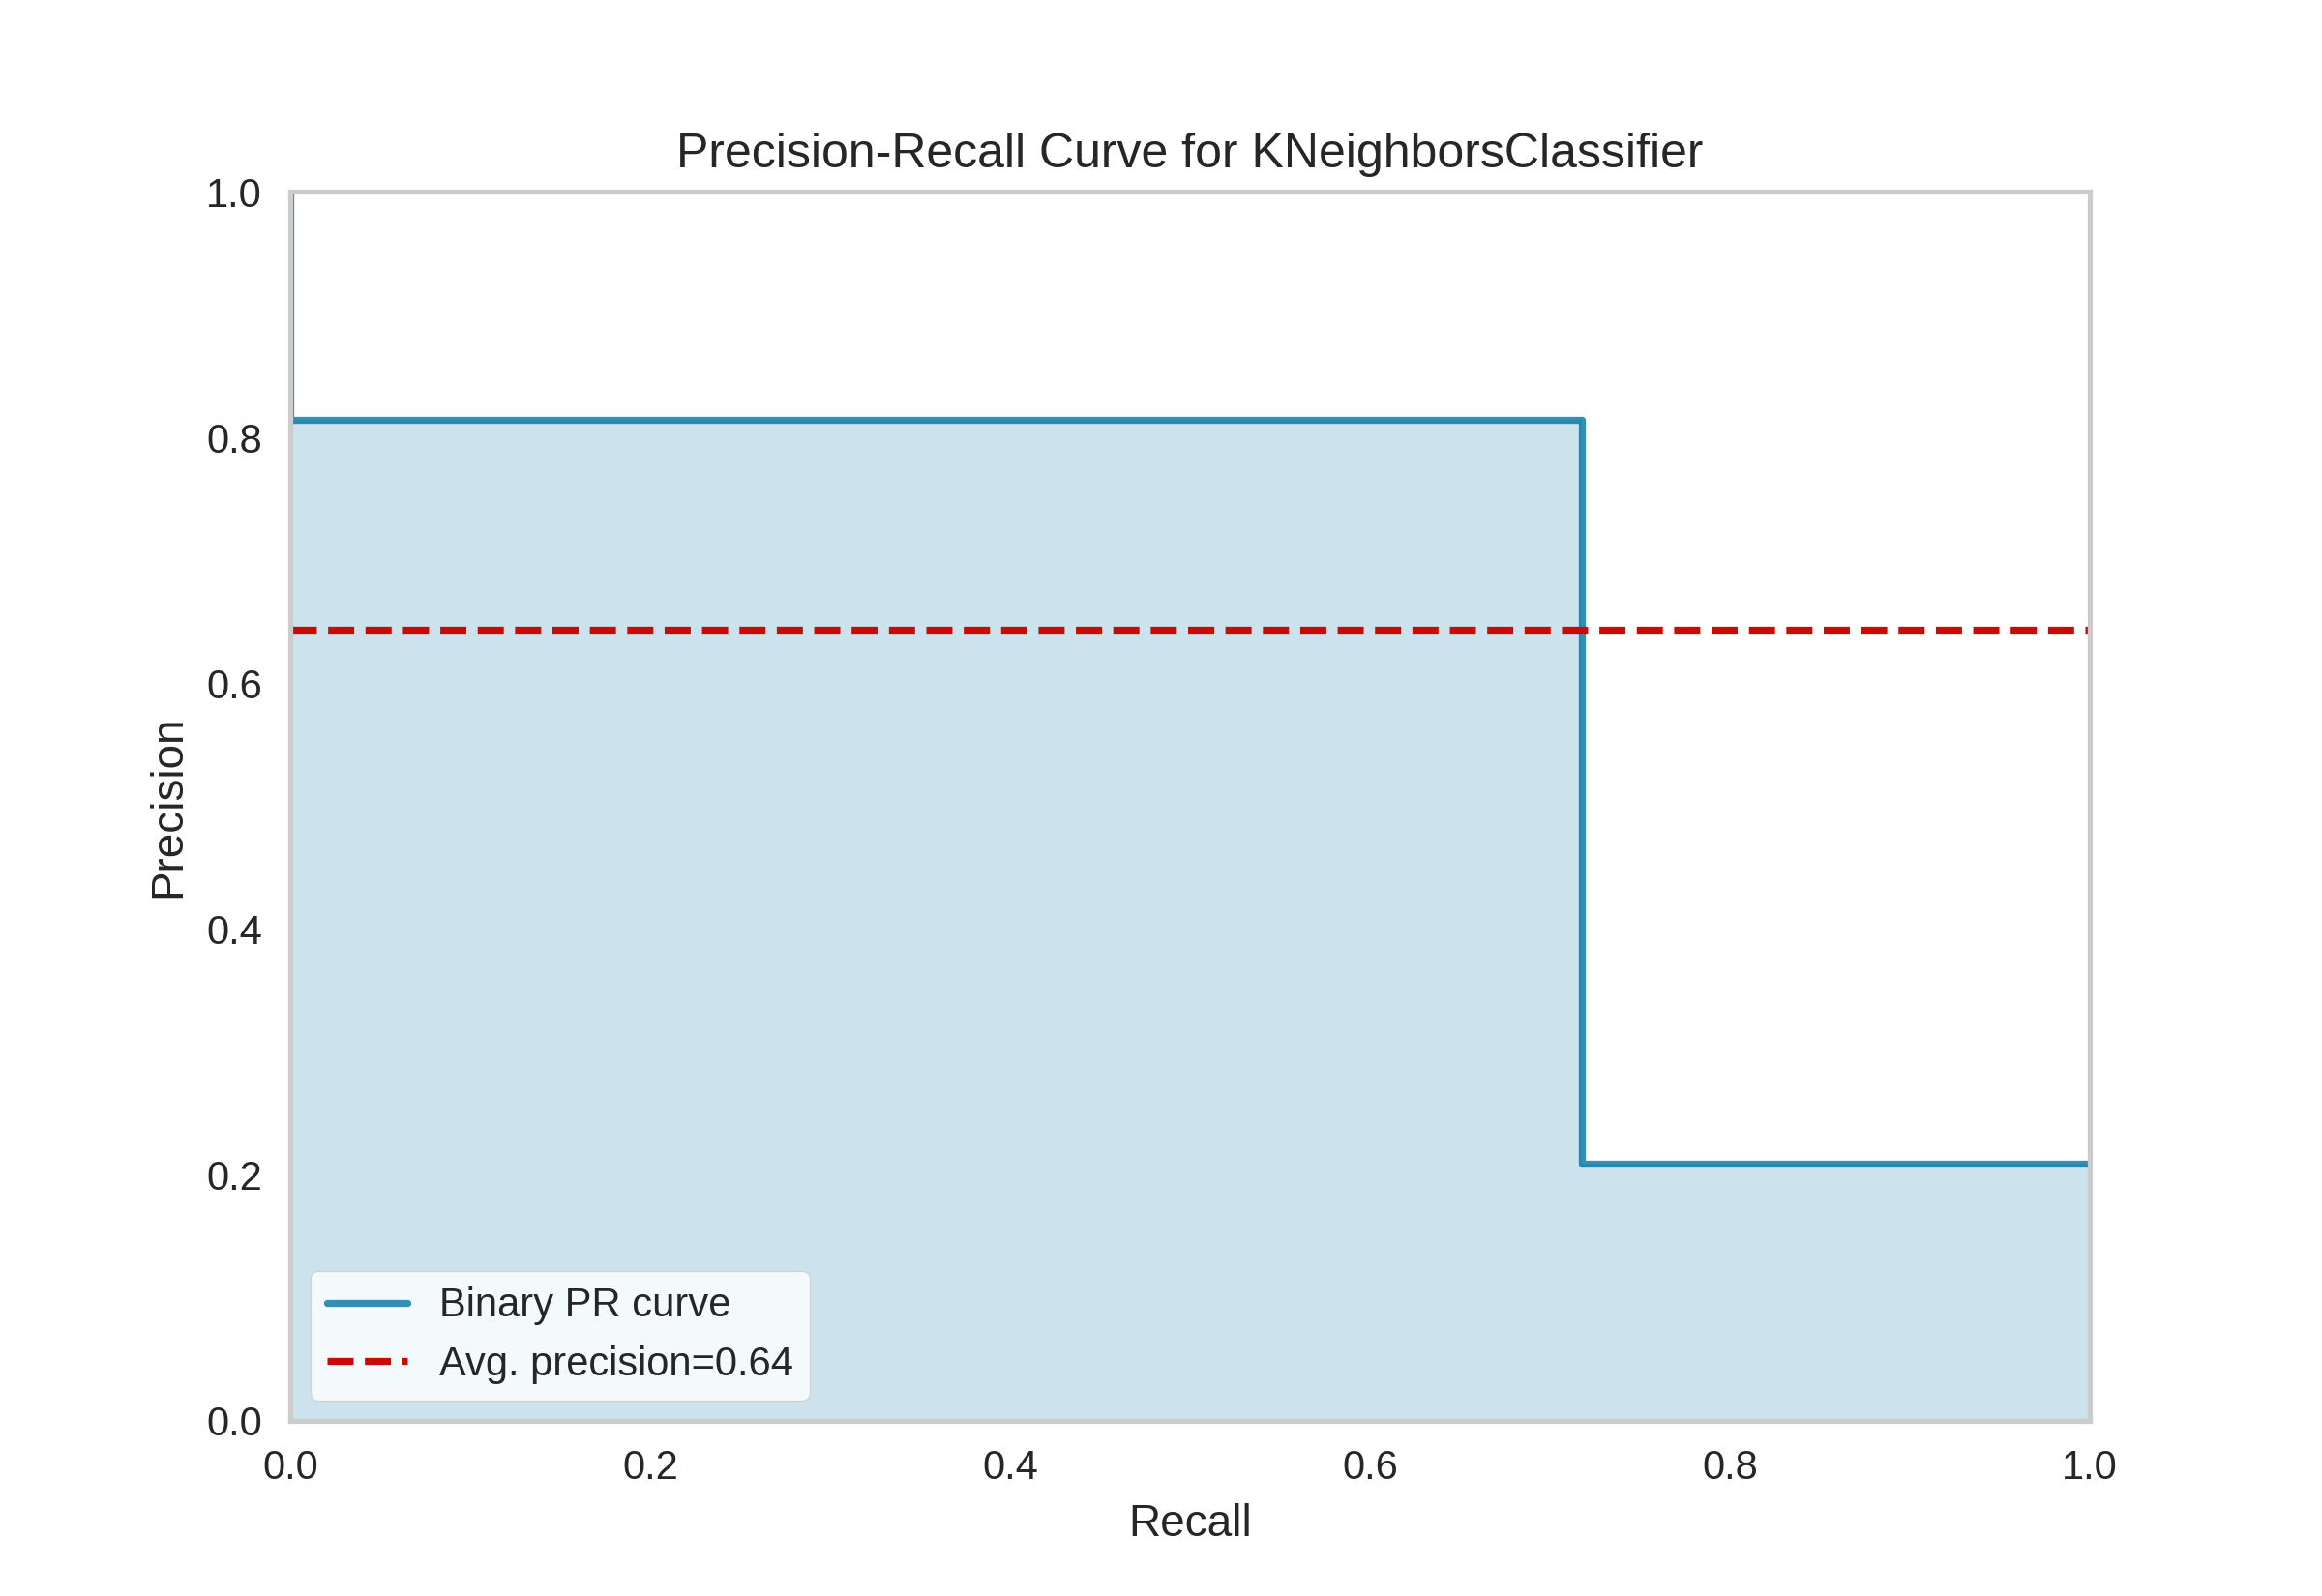 Precision-Recall Curve for KNeighborsClassifier
1.0
0.8
0.6
0.4
0.2
0.0
Precision
Binary PR curve
Avg. precision=0.64
0.0 0.2 0.4 0.6 0.8 1.0
Recall